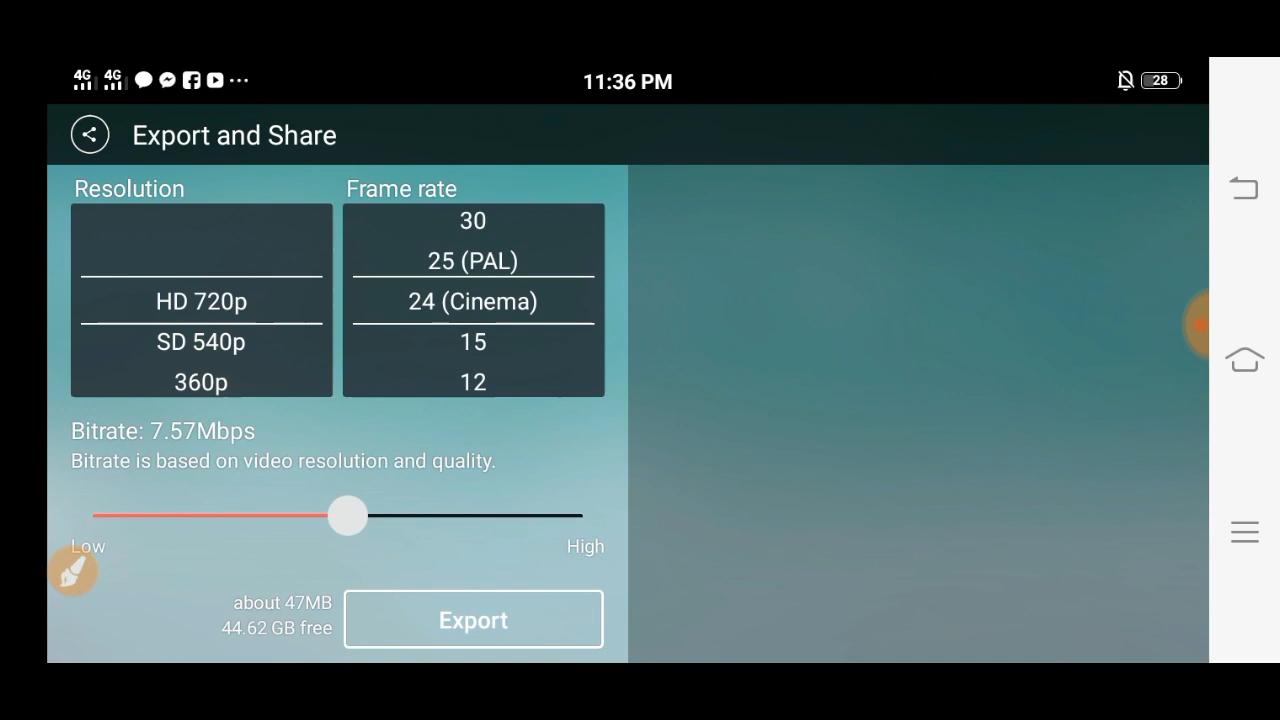 4G 4G 11:36 PM 28
Export and Share
Resolution Frame rate
30
25 (PAL)
HD 720p 24 (Cinema)
SD 540p 15
360p 12
Bitrate: 7.57Mbps
Bitrate is based on video resolution and quality.
Low High
about 47MB
44.62 GB free
Export